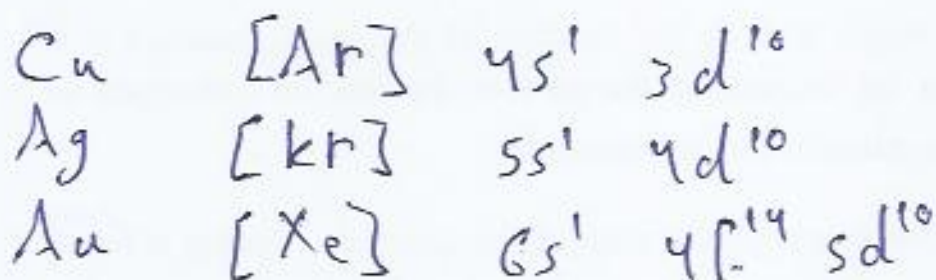 Cu [Ar] 4s¹ 3d¹⁰
Ag [kr] 5s¹ 4d¹⁰
Au [Xe] 6s¹ 4f¹⁴ 5d¹⁰